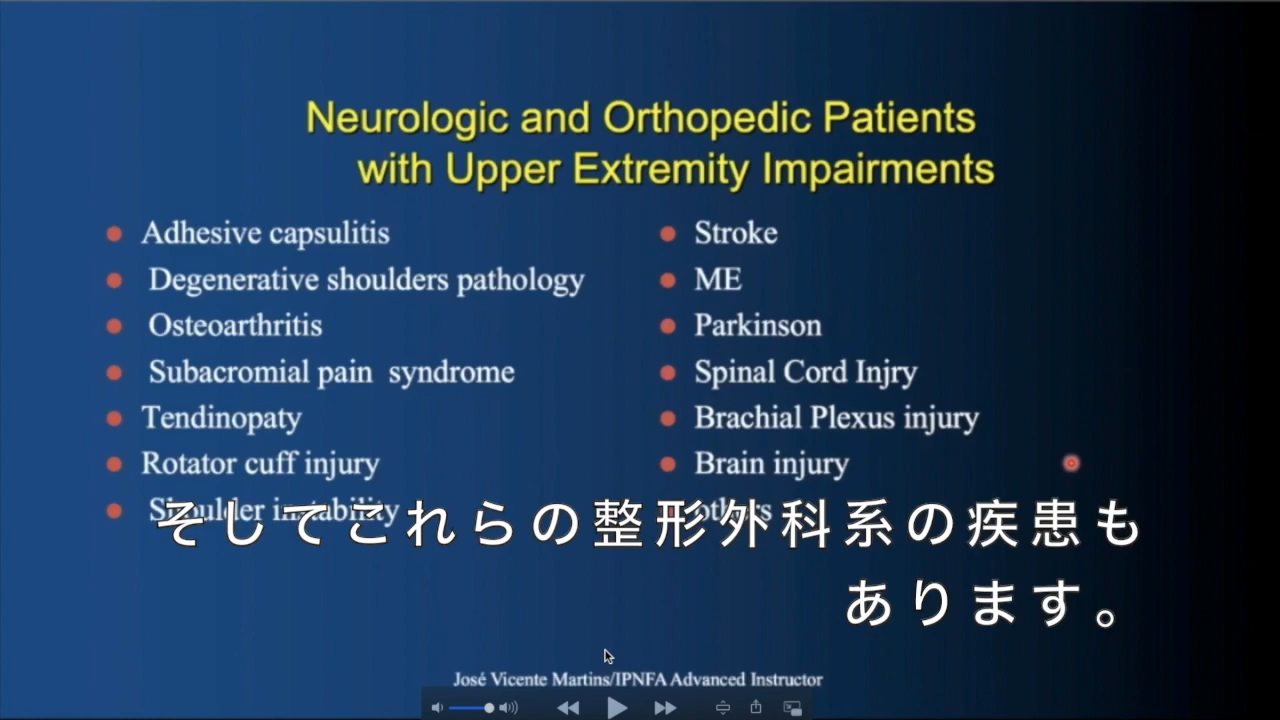 Neurologic and Orthopedic Patients
with Upper Extremity Impairments
Adhesive capsulitis
Degenerative shoulders pathology
Osteoarthritis
Subacromial pain syndrome
Tendinopaty
Rotator cuff injury
Shoulder instability
Stroke
ME
Parkinson
Spinal Cord Injry
Brachial Plexus injury
Brain injury
others
そしてこれらの整形外科系の疾患も
あります。
José Vicente Martins/IPNFA Advanced Instructor